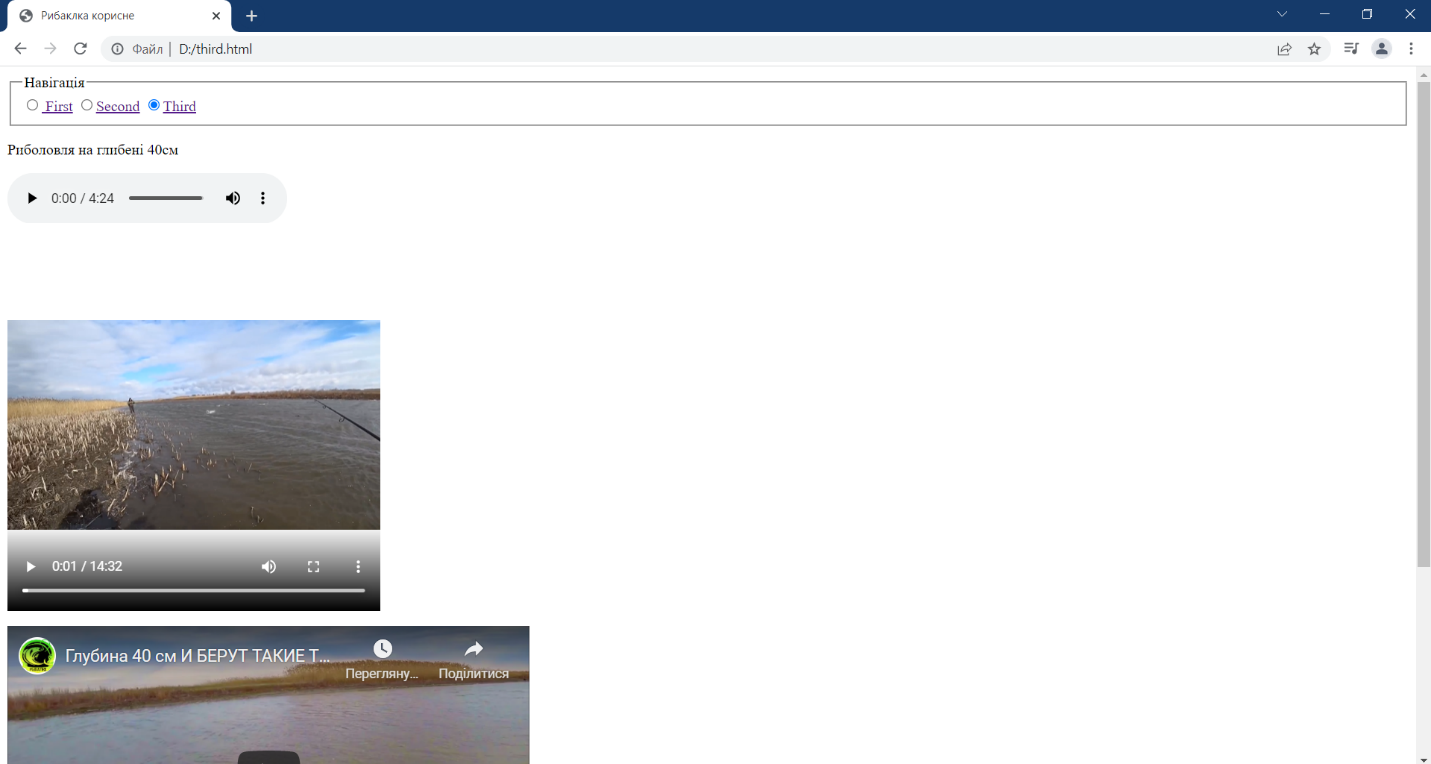 Рибаклка корисне
Файл | D:/third.html
Навігація
First Second Third
Риболовля на глибені 40см
0:00 / 4:24
0:01 / 14:32
Глубина 40 см И БЕРУТ ТАКИЕ Т...
Перегляну... Поділитися